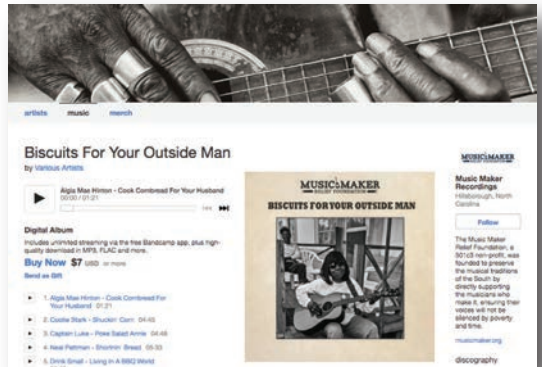 artists music merch
Biscuits For Your Outside Man
by Various Artists
Algia Mae Hinton - Cook Cornbread For Your Husband
00:00 / 01:21
Digital Album
Includes unlimited streaming via the free Bandcamp app, plus high-
quality download in MP3, FLAC and more.
Buy Now $7 USD or more
Send as Gift
1. Algia Mae Hinton - Cook Cornbread For
Your Husband 01:21
2. Cootie Stark - Shuckin' Corn 04:45
3. Captain Luke - Poke Salad Annie 04:48
4. Neal Pattman - Shortnin' Bread 05:33
5. Drink Small - Living In A BBQ World
MUSIC MAKER
RELIEF FOUNDATION
BISCUITS FOR YOUR OUTSIDE MAN
MUSIC MAKER
Music Maker
Recordings
Hillsborough, North
Carolina
Follow
The Music Maker
Relief Foundation, a
501c3 non-profit, was
founded to preserve
the musical traditions
of the South by
directly supporting
the musicians who
make it, ensuring their
voices will not be
silenced by poverty
and time.
musicmaker.org
discography